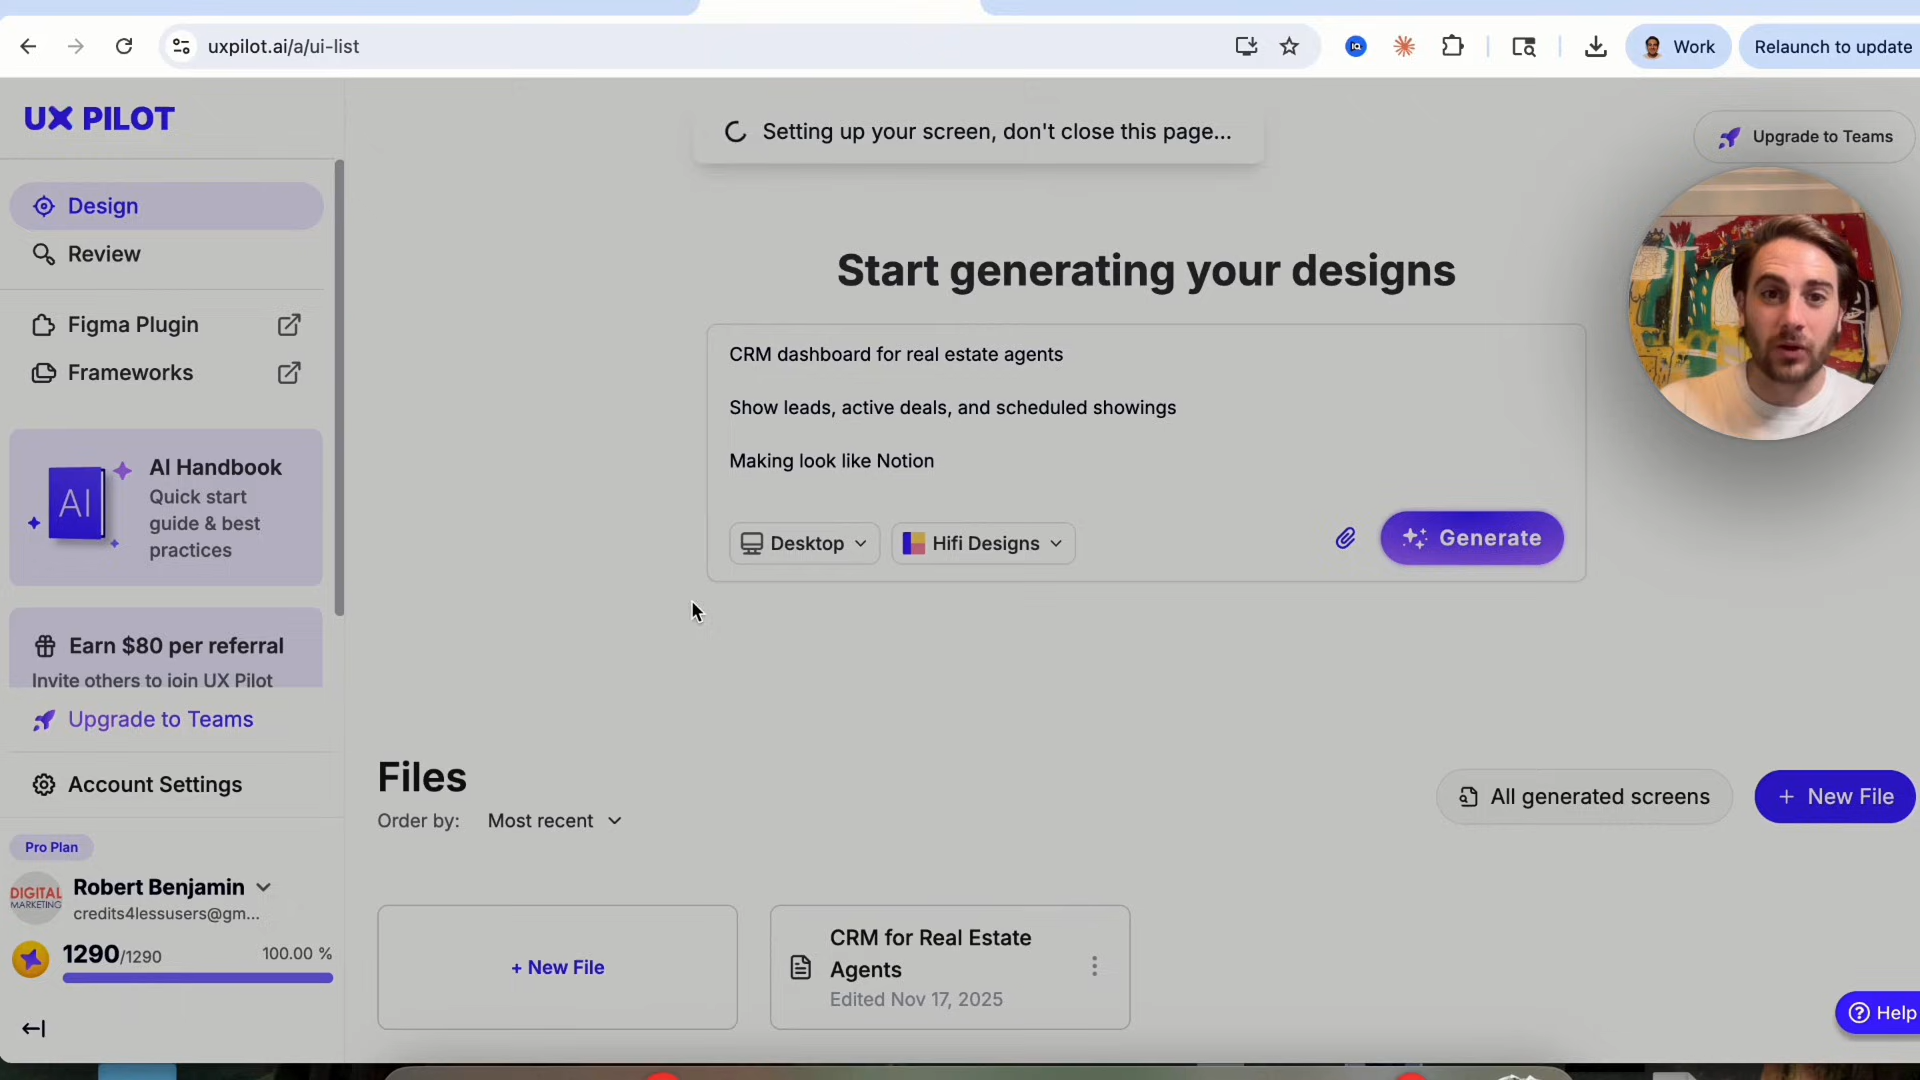 uxpilot.ai/a/ui-list
Work
Relaunch to update
UX PILOT
Setting up your screen, don't close this page...
Upgrade to Teams
Design
Review
Figma Plugin
Frameworks
AI
AI Handbook
Quick start
guide & best
practices
Earn $80 per referral
Invite others to join UX Pilot
Upgrade to Teams
Account Settings
Pro Plan
DIGITAL
MARKETING
Robert Benjamin
credits4lessusers@gm...
1290/1290
100.00 %
Start generating your designs
CRM dashboard for real estate agents
Show leads, active deals, and scheduled showings
Making look like Notion
Desktop
Hifi Designs
Generate
Files
Order by: Most recent
All generated screens
+ New File
+ New File
CRM for Real Estate
Agents
Edited Nov 17, 2025
Help